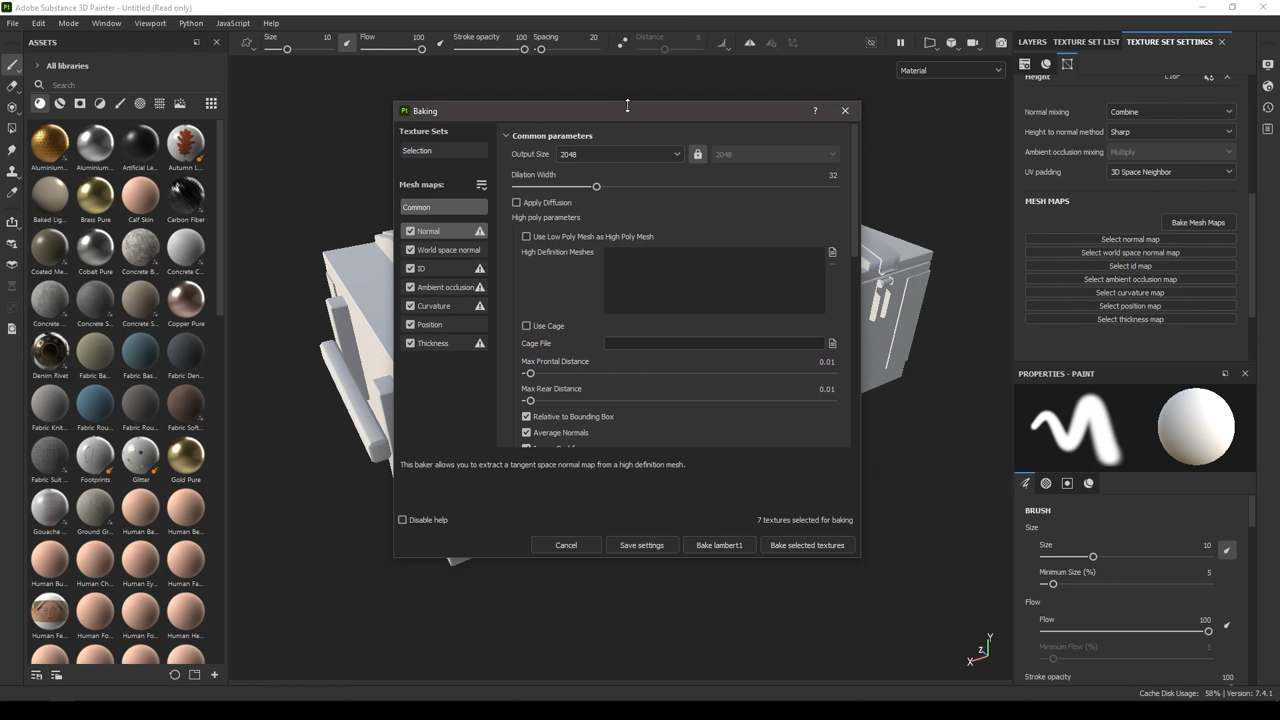 Adobe Substance 3D Painter - Untitled (Read only)
File Edit Mode Window Viewport Python JavaScript Help
ASSETS
All libraries
Search
Aluminium... Aluminium... Artificial Le... Autumn L...
Baked Lig... Brass Pure Calf Skin Carbon Fiber
Coated Me... Cobalt Pure Concrete B... Concrete C...
Concrete ... Concrete S... Concrete S... Copper Pure
Denim Rivet Fabric Bam... Fabric Bas... Fabric Den...
Fabric Knit... Fabric Rou... Fabric Rou... Fabric Soft...
Fabric Suit ... Footprints Glitter Gold Pure
Gouache ... Ground Gr... Human Ba... Human Be...
Human Bu... Human Ch... Human Ey... Human Fa...
Human Fe... Human Fo... Human Fo... Human He...
Size 10 Flow 100 Stroke opacity 100 Spacing 20 Distance 8
Material
Pt Baking ?
Texture Sets
Selection
Mesh maps:
Common
Normal
World space normal
ID
Ambient occlusion
Curvature
Position
Thickness
Common parameters
Output Size 2048 2048
Dilation Width 32
Apply Diffusion
High poly parameters
Use Low Poly Mesh as High Poly Mesh
High Definition Meshes
Use Cage
Cage File
Max Frontal Distance 0.01
Max Rear Distance 0.01
Relative to Bounding Box
Average Normals
This baker allows you to extract a tangent space normal map from a high definition mesh.
Disable help 7 textures selected for baking
Cancel Save settings Bake lambert1 Bake selected textures
Y
Z
X
LAYERS TEXTURE SET LIST TEXTURE SET SETTINGS
Height L16F
Normal mixing Combine
Height to normal method Sharp
Ambient occlusion mixing Multiply
UV padding 3D Space Neighbor
MESH MAPS
Bake Mesh Maps
Select normal map
Select world space normal map
Select id map
Select ambient occlusion map
Select curvature map
Select position map
Select thickness map
PROPERTIES - PAINT
BRUSH
Size
Size 10
Minimum Size (%) 5
Flow
Flow 100
Minimum Flow (%) 5
Stroke opacity 100
Cache Disk Usage: 58% | Version: 7.4.1